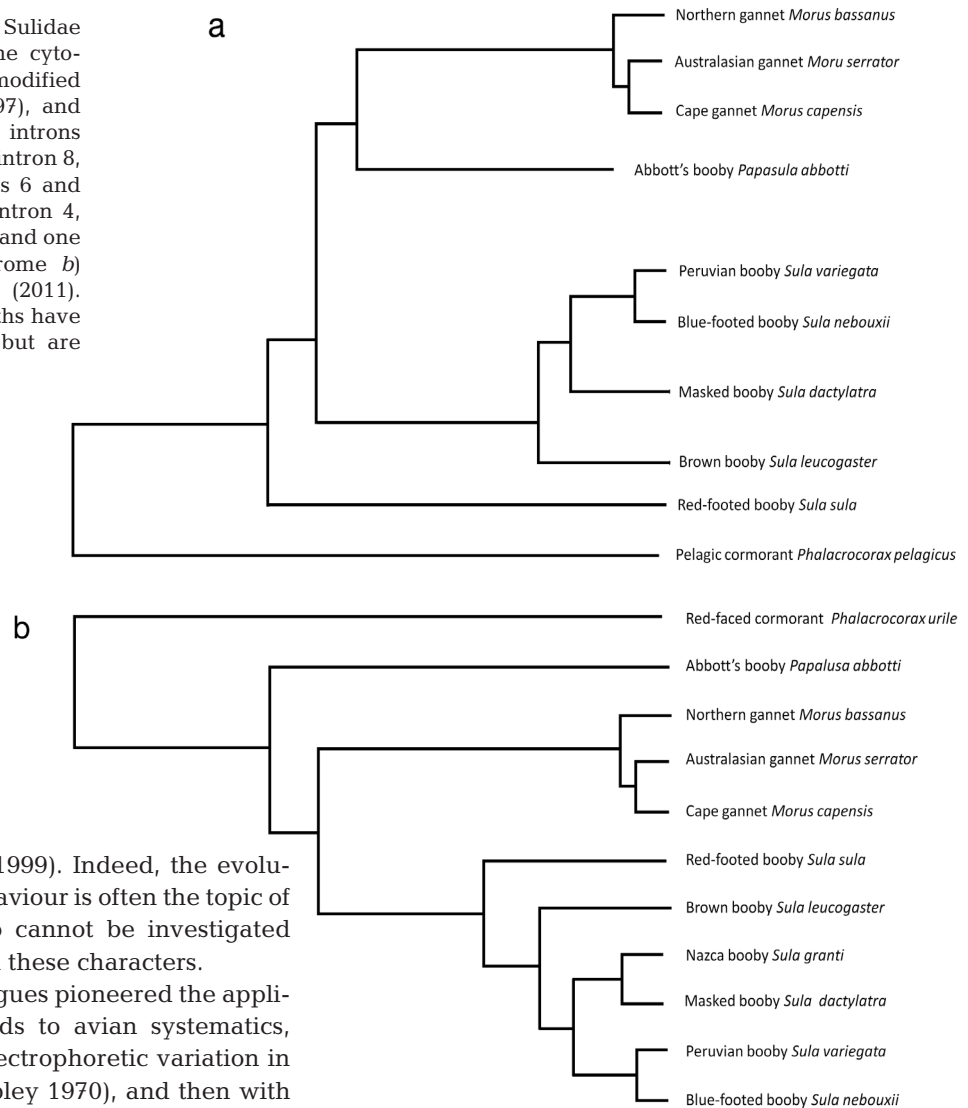 Sulidae
ne cyto-
modified
97), and
introns
intron 8,
s 6 and
ntron 4,
and one
rome b)
(2011).
ths have
but are
a
Northern gannet Morus bassanus
Australasian gannet Moru serrator
Cape gannet Morus capensis
Abbott's booby Papasula abbotti
Peruvian booby Sula variegata
Blue-footed booby Sula nebouxii
Masked booby Sula dactylatra
Brown booby Sula leucogaster
Red-footed booby Sula sula
Pelagic cormorant Phalacrocorax pelagicus
b
Red-faced cormorant Phalacrocorax urile
Abbott's booby Papalusa abbotti
Northern gannet Morus bassanus
Australasian gannet Morus serrator
Cape gannet Morus capensis
Red-footed booby Sula sula
Brown booby Sula leucogaster
Nazca booby Sula granti
Masked booby Sula dactylatra
Peruvian booby Sula variegata
Blue-footed booby Sula nebouxii
1999). Indeed, the evolu-
aviour is often the topic of
o cannot be investigated
n these characters.
gues pioneered the appli-
ds to avian systematics,
ectrophoretic variation in
oley 1970), and then with